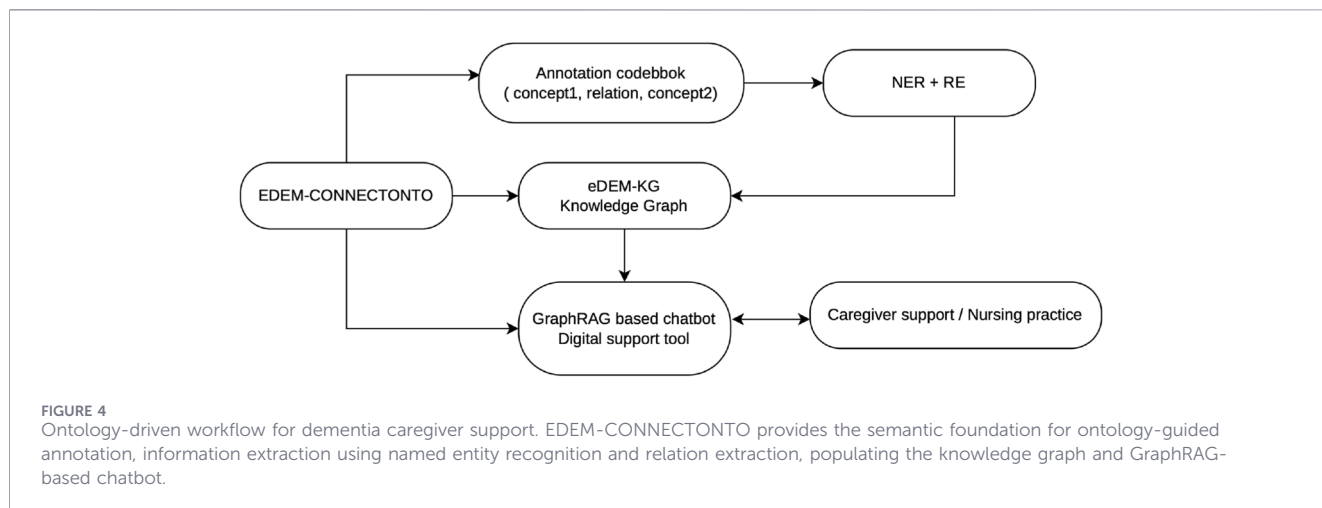 Annotation codebbok
( concept1, relation, concept2)
NER + RE
EDEM-CONNECTONTO
eDEM-KG
Knowledge Graph
GraphRAG based chatbot
Digital support tool
Caregiver support / Nursing practice
FIGURE 4
Ontology-driven workflow for dementia caregiver support. EDEM-CONNECTONTO provides the semantic foundation for ontology-guided
annotation, information extraction using named entity recognition and relation extraction, populating the knowledge graph and GraphRAG-
based chatbot.